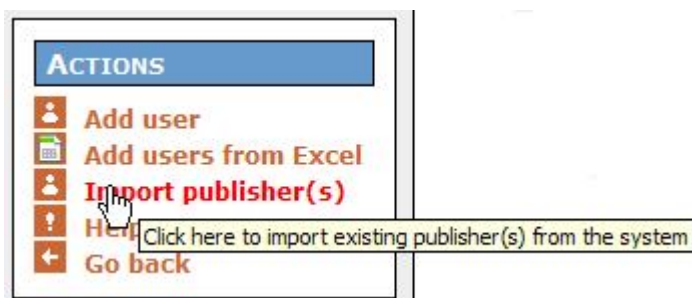 ACTIONS
Add user
Add users from Excel
Import publisher(s)
Help
Click here to import existing publisher(s) from the system
Go back